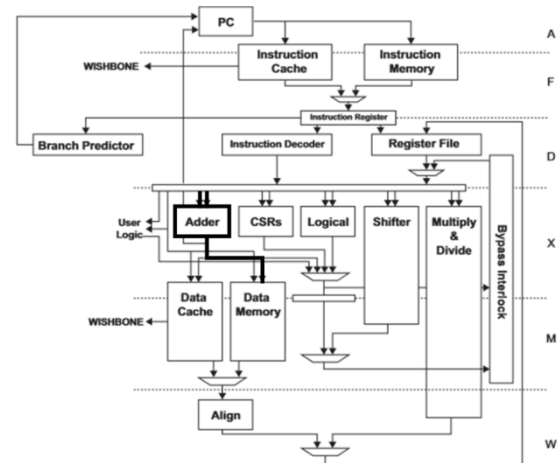 PC
A
Instruction
Cache
Instruction
Memory
WISHBONE
F
Instruction Register
Branch Predictor
Instruction Decoder
Register File
D
User
Logic
Adder
CSRs
Logical
Shifter
Multiply
&
Divide
Bypass Interlock
X
Data
Cache
Data
Memory
WISHBONE
M
Align
W